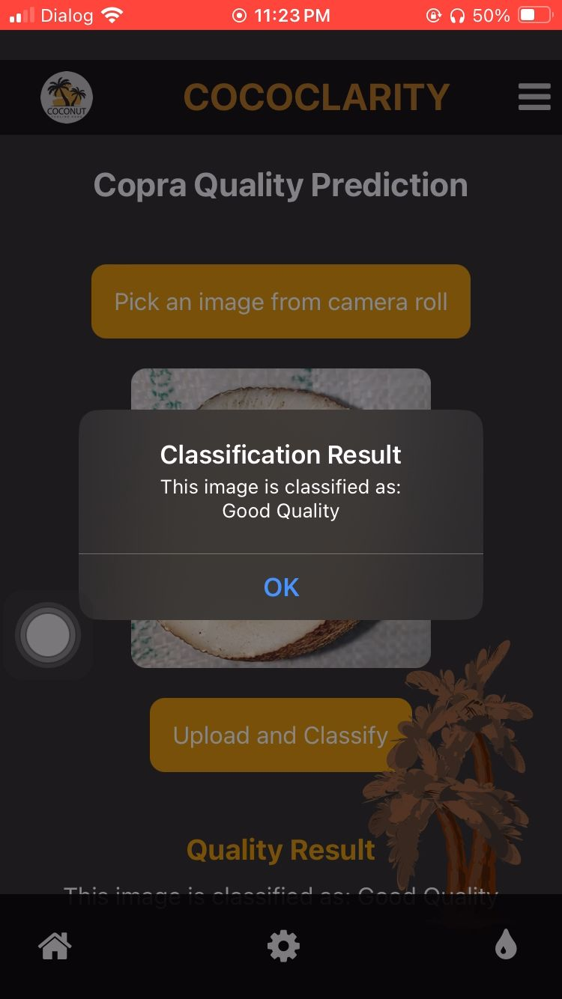 Dialog 11:23 PM 50%
COCONUT
COCOCLARITY
Copra Quality Prediction
Pick an image from camera roll
Classification Result
This image is classified as:
Good Quality
OK
Upload and Classify
Quality Result
This image is classified as: Good Quality